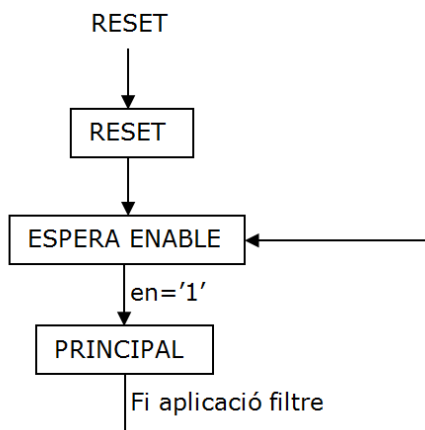 RESET
RESET
ESPERA ENABLE
en=’1’
PRINCIPAL
Fi aplicació filtre